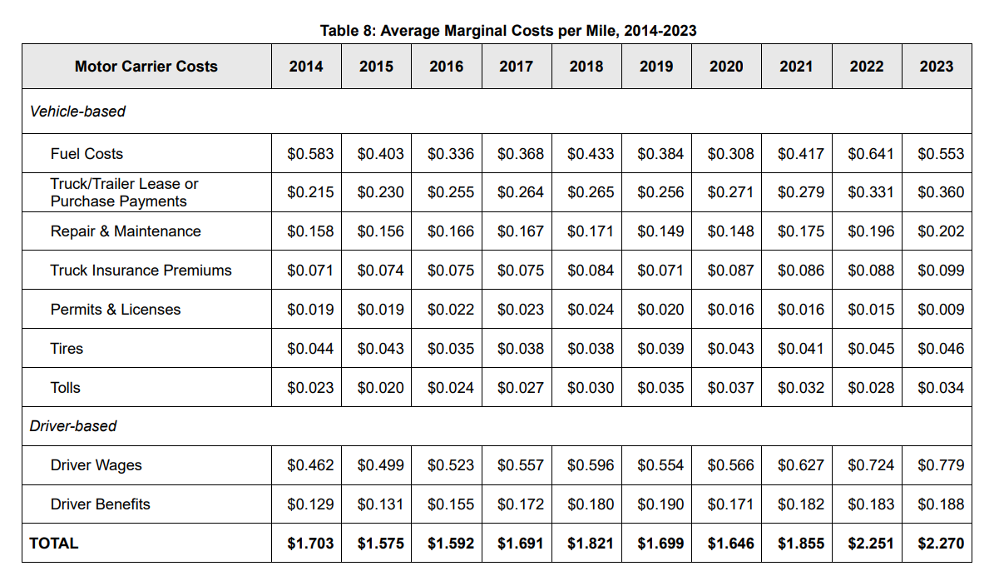 Table 8: Average Marginal Costs per Mile, 2014-2023
Motor Carrier Costs 2014 2015 2016 2017 2018 2019 2020 2021 2022 2023
Vehicle-based
Fuel Costs $0.583 $0.403 $0.336 $0.368 $0.433 $0.384 $0.308 $0.417 $0.641 $0.553
Truck/Trailer Lease or
Purchase Payments $0.215 $0.230 $0.255 $0.264 $0.265 $0.256 $0.271 $0.279 $0.331 $0.360
Repair & Maintenance $0.158 $0.156 $0.166 $0.167 $0.171 $0.149 $0.148 $0.175 $0.196 $0.202
Truck Insurance Premiums $0.071 $0.074 $0.075 $0.075 $0.084 $0.071 $0.087 $0.086 $0.088 $0.099
Permits & Licenses $0.019 $0.019 $0.022 $0.023 $0.024 $0.020 $0.016 $0.016 $0.015 $0.009
Tires $0.044 $0.043 $0.035 $0.038 $0.038 $0.039 $0.043 $0.041 $0.045 $0.046
Tolls $0.023 $0.020 $0.024 $0.027 $0.030 $0.035 $0.037 $0.032 $0.028 $0.034
Driver-based
Driver Wages $0.462 $0.499 $0.523 $0.557 $0.596 $0.554 $0.566 $0.627 $0.724 $0.779
Driver Benefits $0.129 $0.131 $0.155 $0.172 $0.180 $0.190 $0.171 $0.182 $0.183 $0.188
TOTAL $1.703 $1.575 $1.592 $1.691 $1.821 $1.699 $1.646 $1.855 $2.251 $2.270